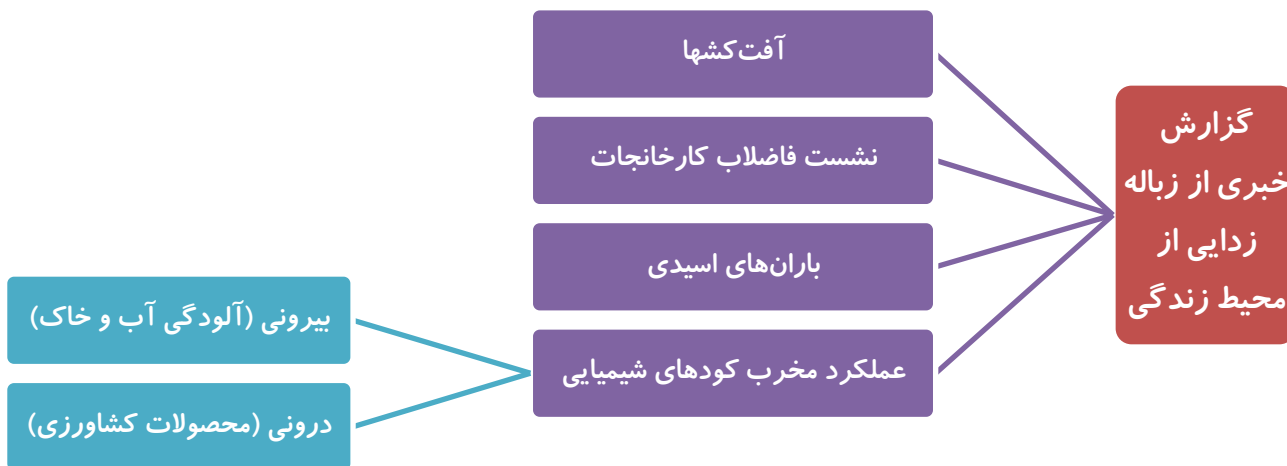 گزارش
خبری از زباله
زدایی از
محیط زندگی
آفت‌کشها
نشست فاضلاب کارخانجات
باران‌های اسیدی
عملکرد مخرب کودهای شیمیایی
بیرونی (آلودگی آب و خاک)
درونی (محصولات کشاورزی)